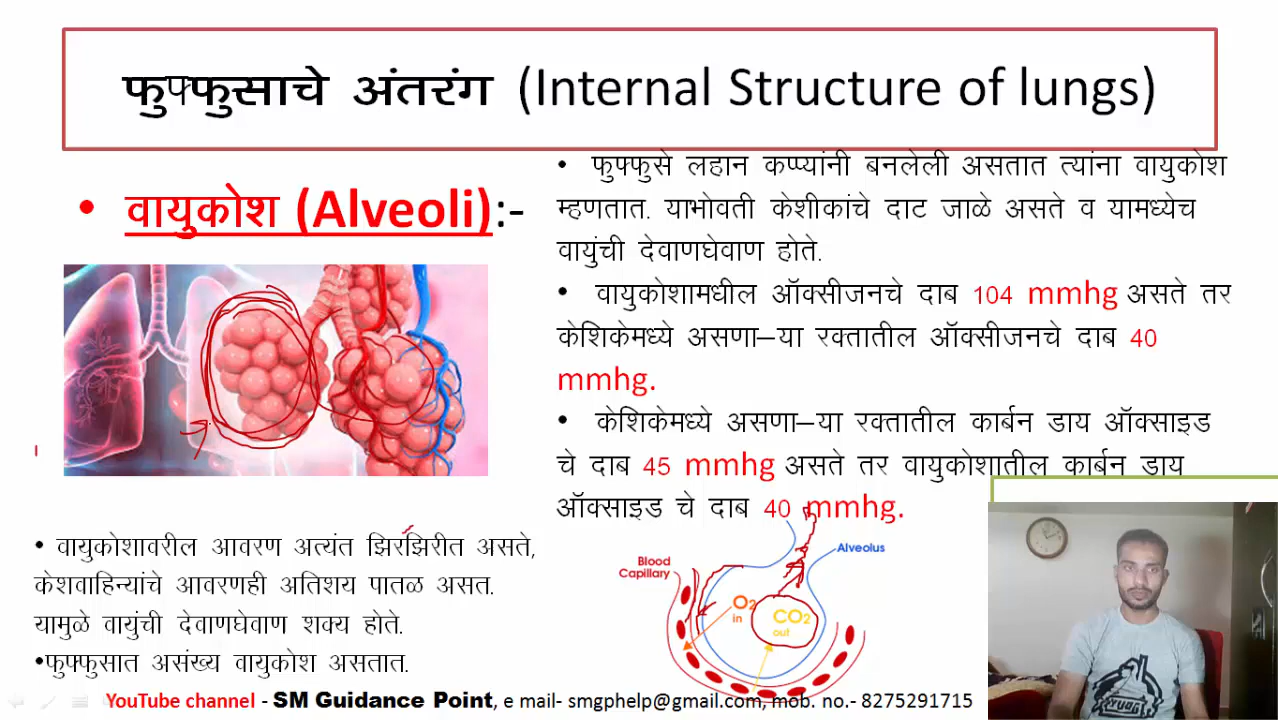 फुफ्फुसाचे अंतरंग (Internal Structure of lungs)
• वायुकोश (Alveoli):-
• फुफ्फुसे लहान कप्प्यांनी बनलेली असतात त्यांना वायुकोश
म्हणतात. याभोवती केशीकांचे दाट जाळे असते व यामध्येच
वायुंची देवाणघेवाण होते.
• वायुकोशामधील ऑक्सीजनचे दाब 104 mmhg असते तर
केशिकेमध्ये असणा–या रक्तातील ऑक्सीजनचे दाब 40
mmhg.
• केशिकेमध्ये असणा–या रक्तातील कार्बन डाय ऑक्साइड
चे दाब 45 mmhg असते तर वायुकोशातील कार्बन डाय
ऑक्साइड चे दाब 40 mmhg.
• वायुकोशावरील आवरण अत्यंत झिरझिरीत असते,
केशवाहिन्यांचे आवरणही अतिशय पातळ असत.
यामुळे वायुंची देवाणघेवाण शक्य होते.
•फुफ्फुसात असंख्य वायुकोश असतात.
Blood
Capillary
Alveolus
O2
in
CO2
out
YouTube channel - SM Guidance Point, e mail- smgphelp@gmail.com, mob. no.- 8275291715